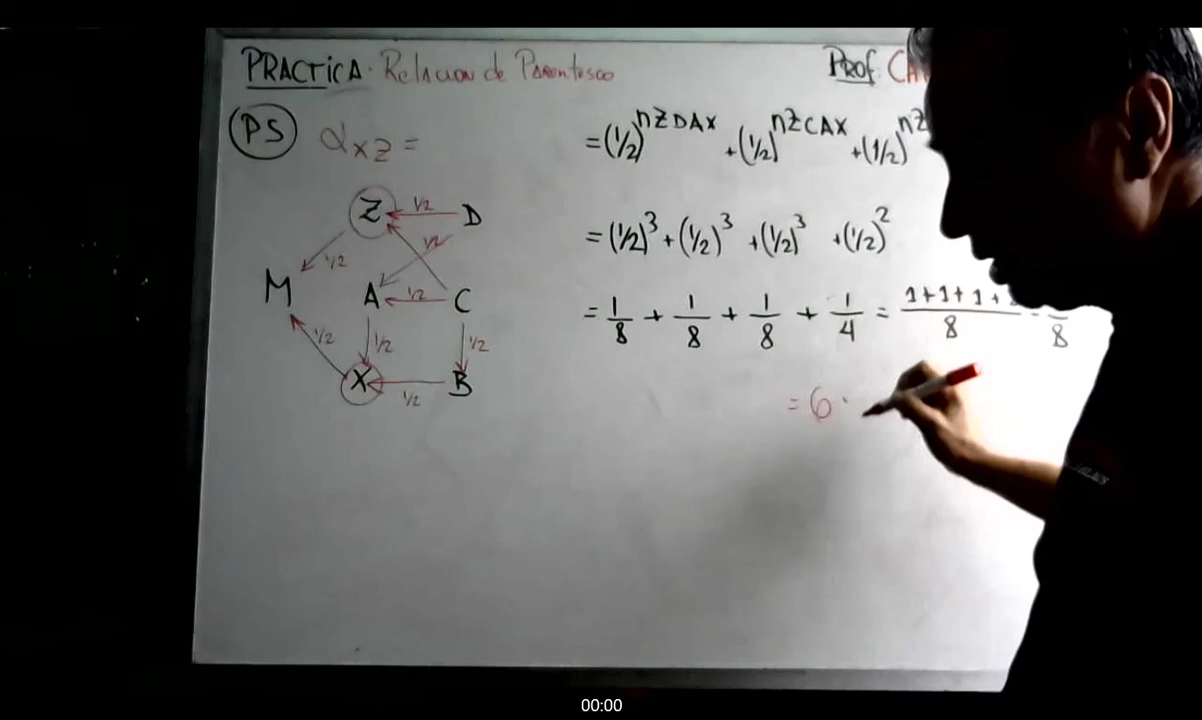 PRACTICA. Relacion de Parentesco
Prof. CA
P5 αxz =
= (1/2)^nZDAX + (1/2)^nZCAX + (1/2)^nZ
= (1/2)^3 + (1/2)^3 + (1/2)^3 + (1/2)^2
= 1/8 + 1/8 + 1/8 + 1/4 = 1+1+1+ /8 = /8
= 6.
Z 1/2 D
1/2 1/2
M A 1/2 C
1/2 1/2 1/2
X 1/2 B
00:00